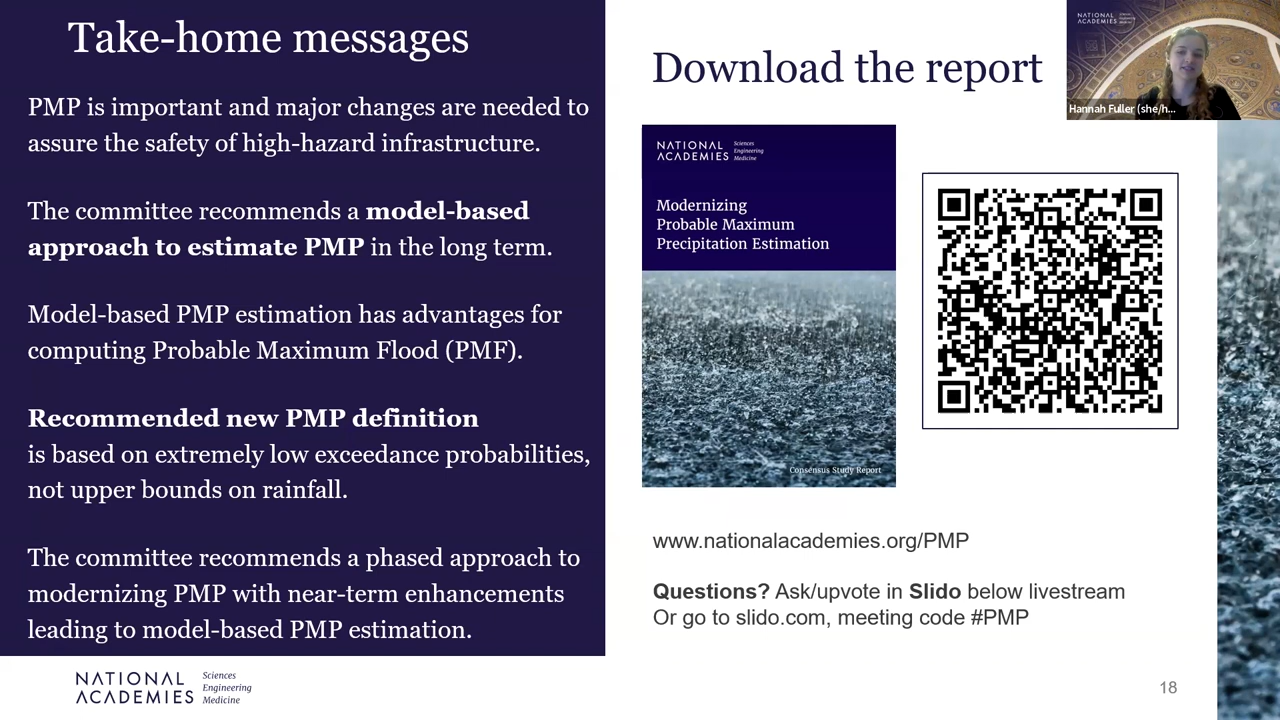 Take-home messages
PMP is important and major changes are needed to
assure the safety of high-hazard infrastructure.
The committee recommends a model-based
approach to estimate PMP in the long term.
Model-based PMP estimation has advantages for
computing Probable Maximum Flood (PMF).
Recommended new PMP definition
is based on extremely low exceedance probabilities,
not upper bounds on rainfall.
The committee recommends a phased approach to
modernizing PMP with near-term enhancements
leading to model-based PMP estimation.
NATIONAL
ACADEMIES
Sciences
Engineering
Medicine
Download the report
NATIONAL
ACADEMIES
Sciences
Engineering
Medicine
Modernizing
Probable Maximum
Precipitation Estimation
Consensus Study Report
www.nationalacademies.org/PMP
Questions? Ask/upvote in Slido below livestream
Or go to slido.com, meeting code #PMP
18
NATIONAL
ACADEMIES
Hannah Fuller (she/h...